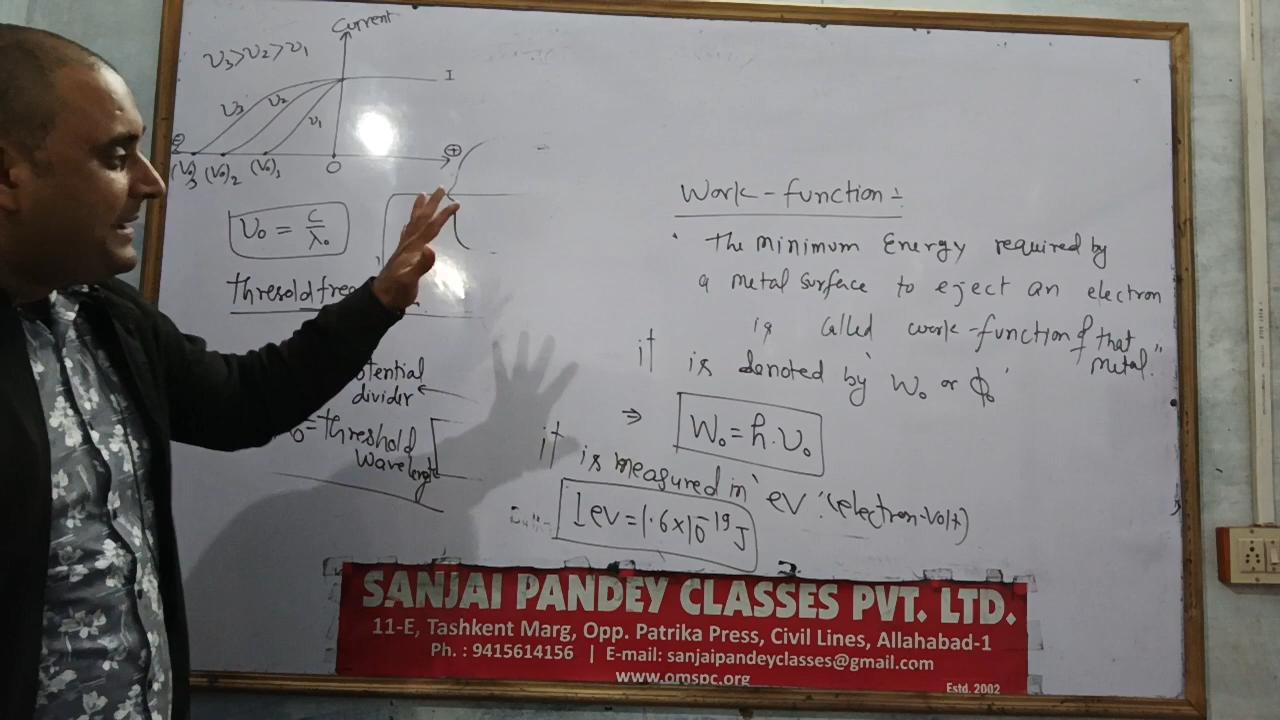 Current
ν3>ν2>ν1
I
ν3
ν2
ν1
⊖
⊕
(V0)3 (V0)2 (V0)1
O
ν0 = c/λ0
thresold
divider
threshold
wavelength
Work-function:-
The minimum Energy required by
a metal surface to eject an electron
is called work-function of that
metal."
it is denoted by W0 or ϕ0
⇒ W0 = h.ν0
it is measured in ev (electron-volt)
1ev = 1.6×10^-19 J
SANJAI PANDEY CLASSES PVT. LTD.
11-E, Tashkent Marg, Opp. Patrika Press, Civil Lines, Allahabad-1
Ph. : 9415614156 | E-mail: sanjaipandeyclasses@gmail.com
www.omspc.org
Estd. 2002